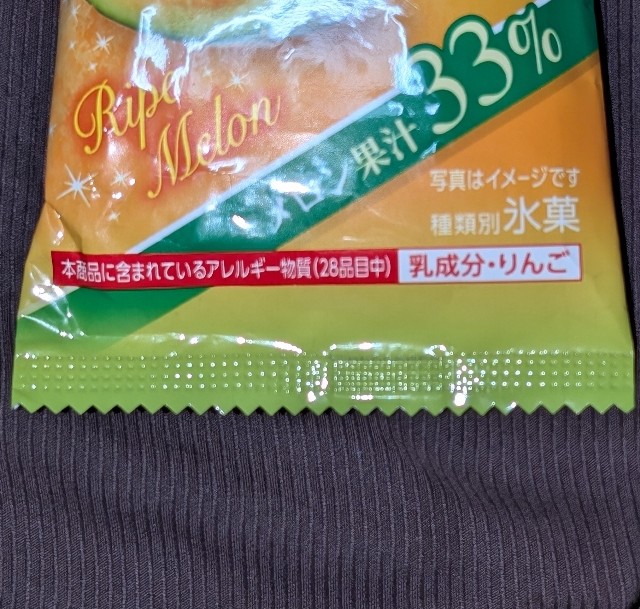 Ripe
Melon
メロン果汁33%
写真はイメージです
種類別氷菓
本商品に含まれているアレルギー物質(28品目中)
乳成分・りんご